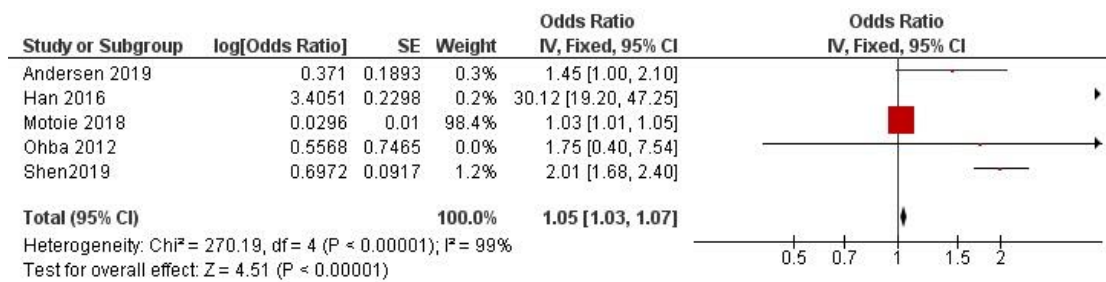 Odds Ratio Odds Ratio
Study or Subgroup log[Odds Ratio] SE Weight IV, Fixed, 95% CI IV, Fixed, 95% CI
Andersen 2019 0.371 0.1893 0.3% 1.45 [1.00, 2.10]
Han 2016 3.4051 0.2298 0.2% 30.12 [19.20, 47.25]
Motoie 2018 0.0296 0.01 98.4% 1.03 [1.01, 1.05]
Ohba 2012 0.5568 0.7465 0.0% 1.75 [0.40, 7.54]
Shen2019 0.6972 0.0917 1.2% 2.01 [1.68, 2.40]
Total (95% CI) 100.0% 1.05 [1.03, 1.07]
Heterogeneity: Chi² = 270.19, df = 4 (P < 0.00001); I² = 99%
Test for overall effect: Z = 4.51 (P < 0.00001)
0.5 0.7 1 1.5 2